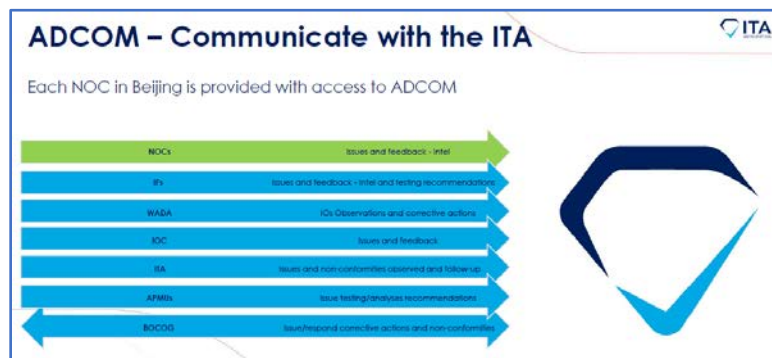 ADCOM – Communicate with the ITA
ITA
Each NOC in Beijing is provided with access to ADCOM
NOCs Issues and feedback - Intel
IFs Issues and feedback - Intel and testing recommendations
WADA IOs Observations and corrective actions
IOC Issues and feedback
ITA Issues and non-conformities observed and follow-up
APMUs Issue testing/analyses recommendations
BOCOG Issue/respond corrective actions and non-conformities